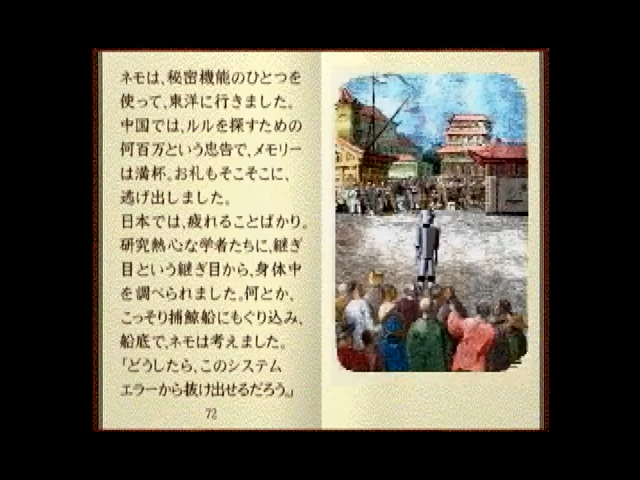 ネモは、秘密機能のひとつを
使って、東洋に行きました。
中国では、ルルを探すための
何百万という忠告で、メモリー
は満杯。お礼もそこそこに、
逃げ出しました。
日本では、疲れることばかり。
研究熱心な学者たちに、継ぎ
目という継ぎ目から、身体中
を調べられました。何とか、
こっそり捕鯨船にもぐり込み、
船底で、ネモは考えました。
「どうしたら、このシステム
エラーから抜け出せるだろう。」
72